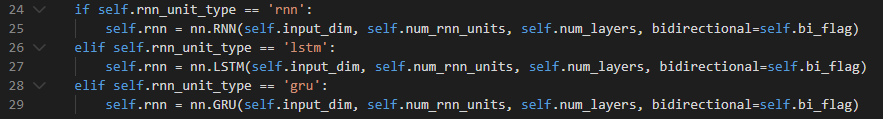 24 if self.rnn_unit_type == 'rnn':
25 self.rnn = nn.RNN(self.input_dim, self.num_rnn_units, self.num_layers, bidirectional=self.bi_flag)
26 elif self.rnn_unit_type == 'lstm':
27 self.rnn = nn.LSTM(self.input_dim, self.num_rnn_units, self.num_layers, bidirectional=self.bi_flag)
28 elif self.rnn_unit_type == 'gru':
29 self.rnn = nn.GRU(self.input_dim, self.num_rnn_units, self.num_layers, bidirectional=self.bi_flag)